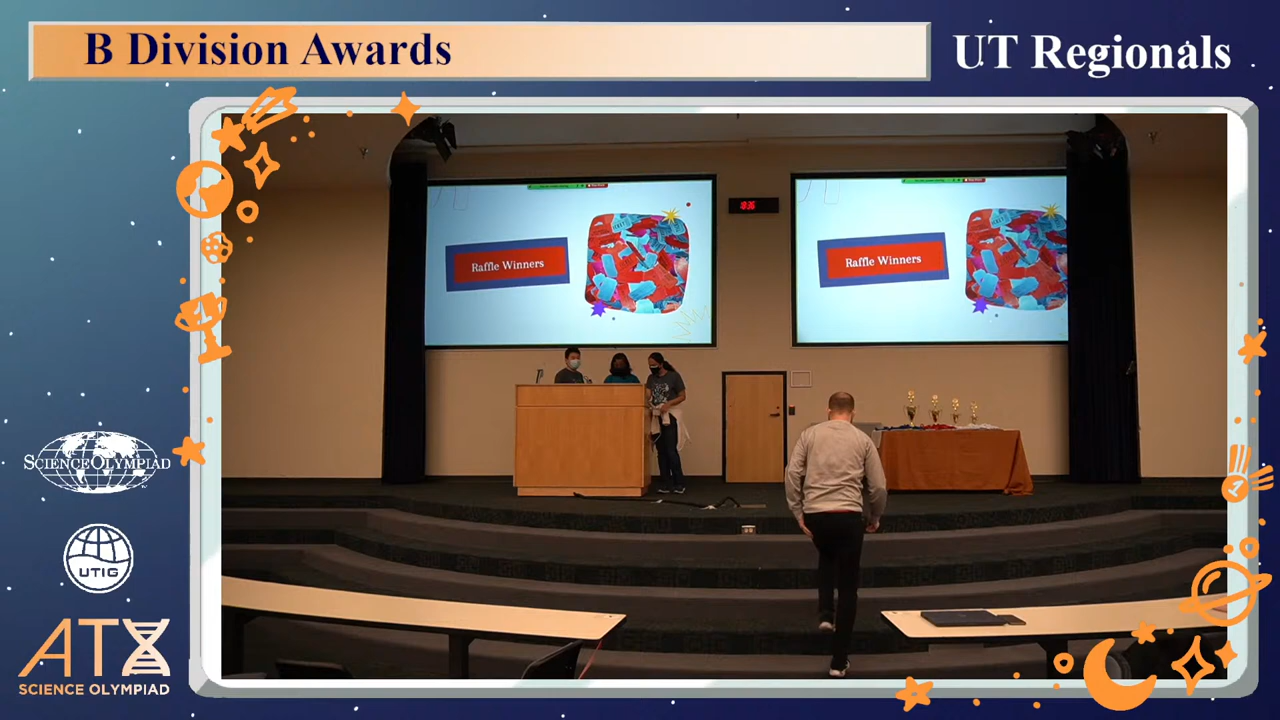 B Division Awards
UT Regionals
Raffle Winners
Raffle Winners
SCIENCE OLYMPIAD
UTIG
ATX
SCIENCE OLYMPIAD